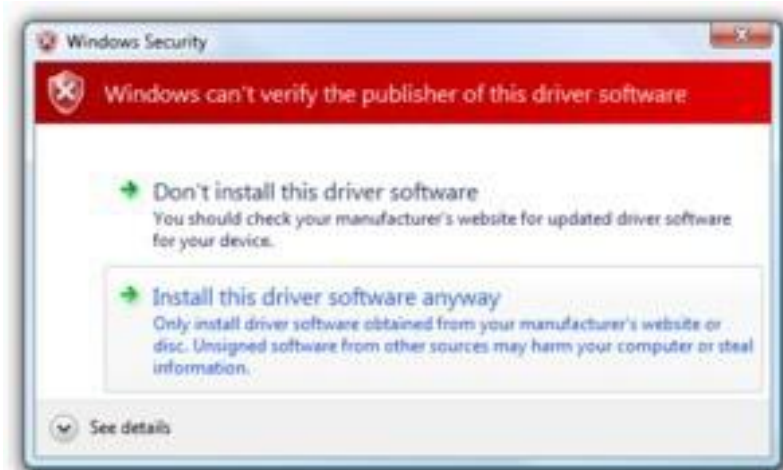 Windows Security
Windows can't verify the publisher of this driver software
Don't install this driver software
You should check your manufacturer's website for updated driver software
for your device.
Install this driver software anyway
Only install driver software obtained from your manufacturer's website or
disc. Unsigned software from other sources may harm your computer or steal
information.
See details